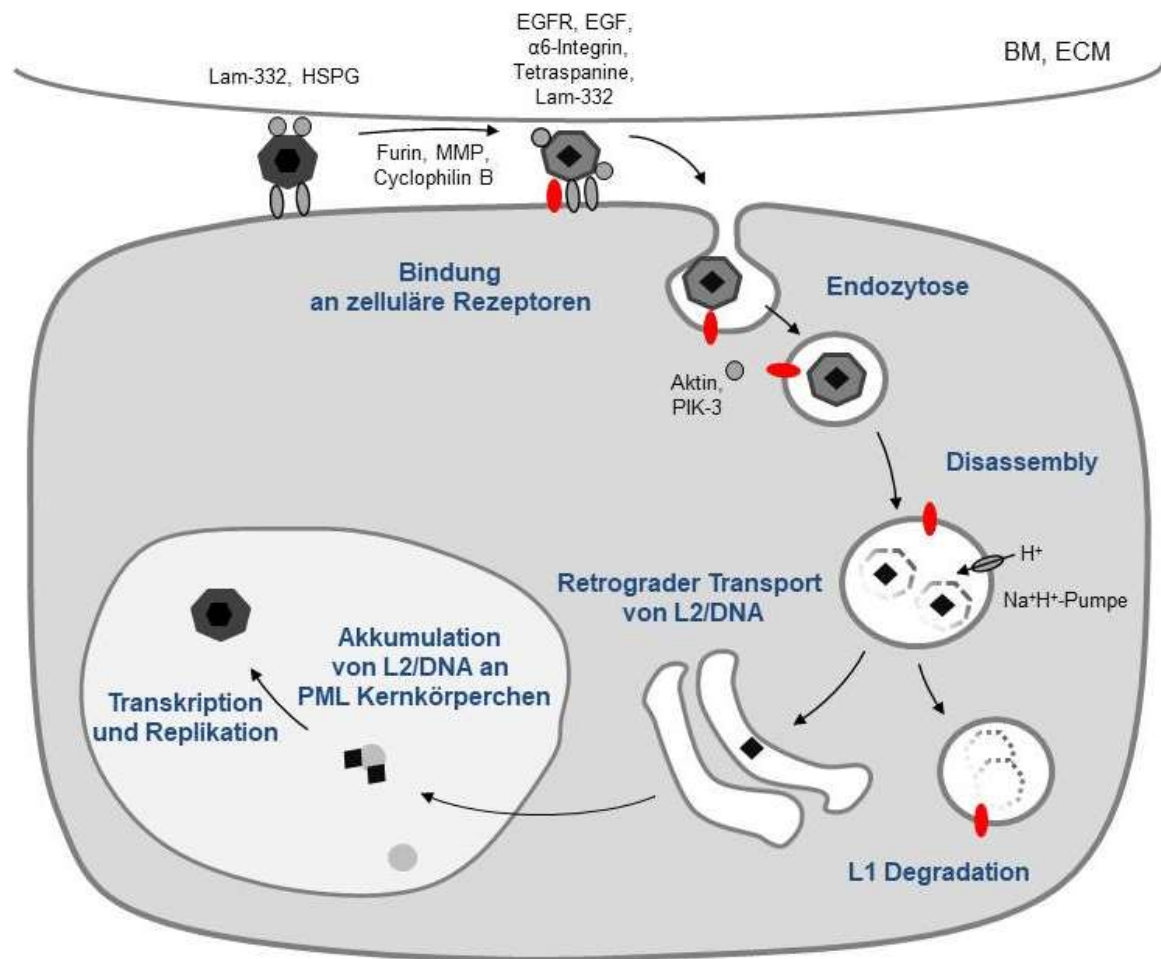 EGFR, EGF,
α6-Integrin,
Tetraspanine,
Lam-332
BM, ECM
Lam-332, HSPG
Furin, MMP,
Cyclophilin B
Bindung
an zelluläre Rezeptoren
Endozytose
Aktin,
PIK-3
Disassembly
H⁺
Na⁺H⁺-Pumpe
Retrograder Transport
von L2/DNA
Akkumulation
von L2/DNA an
PML Kernkörperchen
Transkription
und Replikation
L1 Degradation